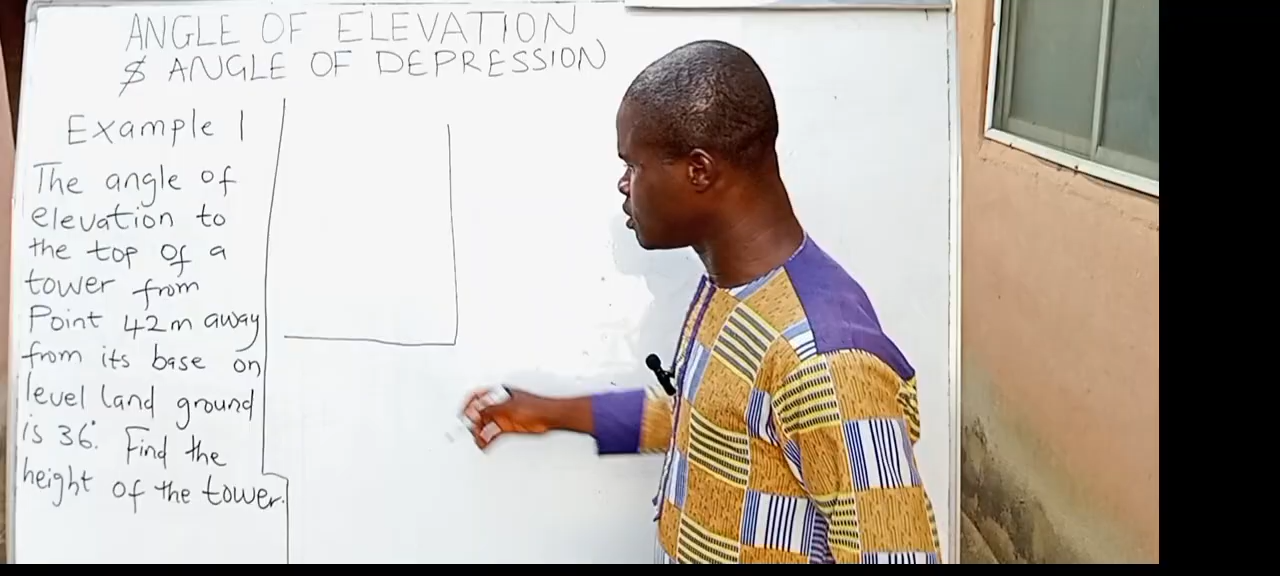 ANGLE OF ELEVATION
$ ANGLE OF DEPRESSION
Example 1
The angle of
elevation to
the top of a
tower from
Point 42m away
from its base on
level land ground
is 36°. Find the
height of the tower.